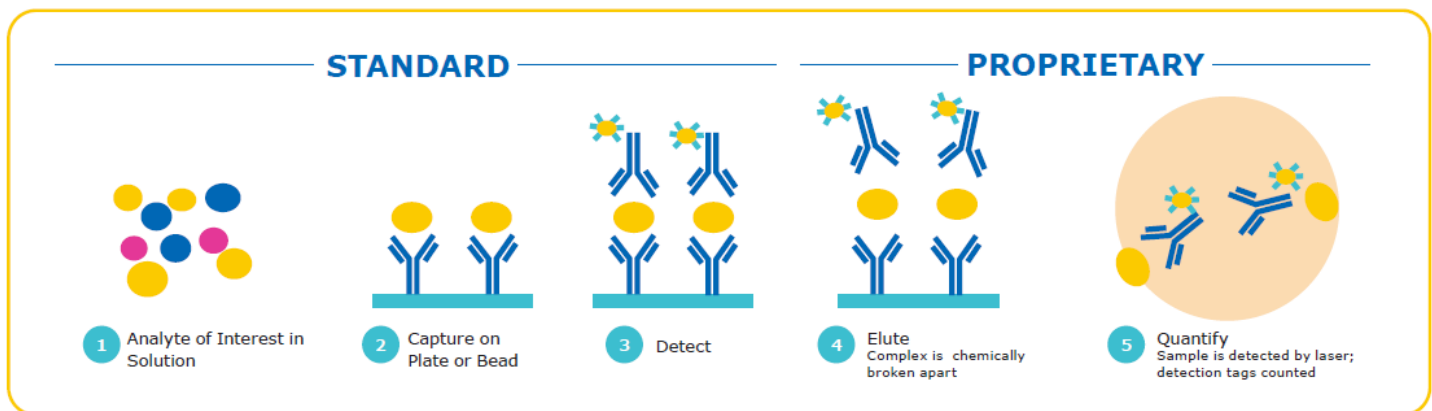 STANDARD
PROPRIETARY
1 Analyte of Interest in
Solution
2 Capture on
Plate or Bead
3 Detect
4 Elute
Complex is chemically
broken apart
5 Quantify
Sample is detected by laser;
detection tags counted